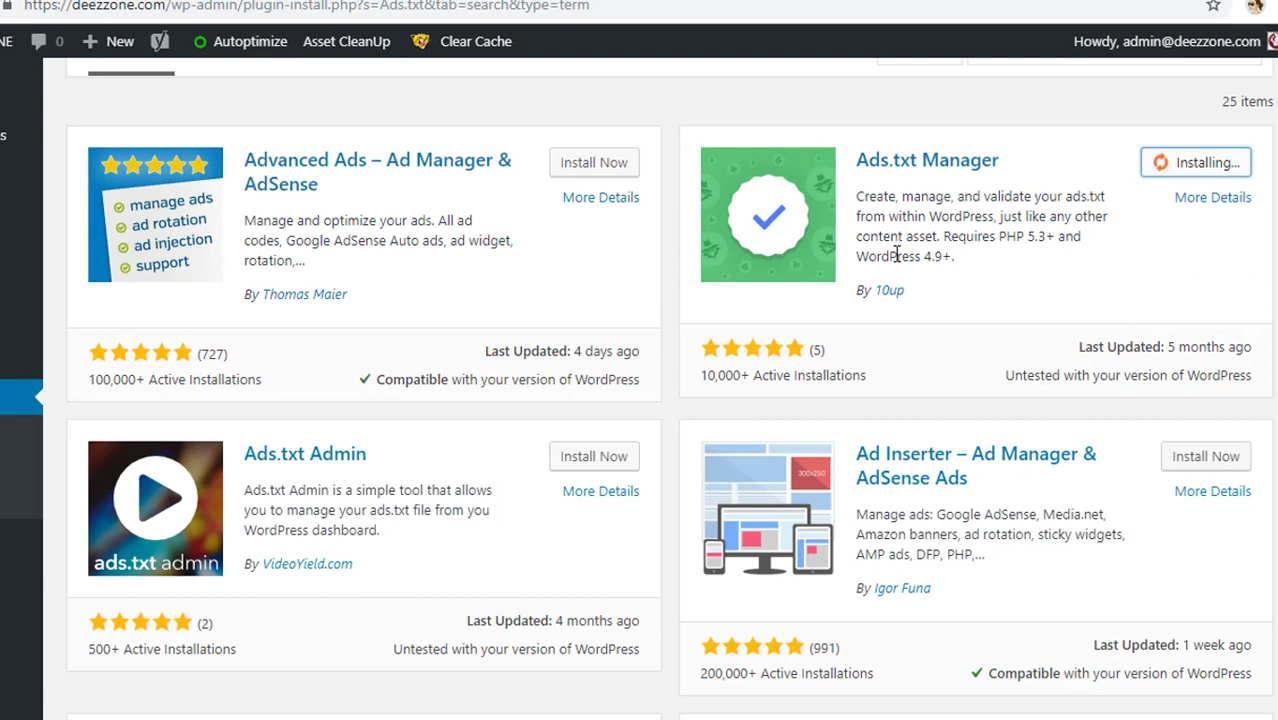 https://deezzone.com/wp-admin/plugin-install.php?s=Ads.txt&tab=search&type=term
NE 0 New Autoptimize Asset CleanUp Clear Cache Howdy, admin@deezzone.com
25 items
s
manage ads
ad rotation
ad injection
support
Advanced Ads – Ad Manager &
AdSense
Install Now
More Details
Manage and optimize your ads. All ad
codes, Google AdSense Auto ads, ad widget,
rotation,...
By Thomas Maier
(727)
Last Updated: 4 days ago
100,000+ Active Installations
Compatible with your version of WordPress
Ads.txt Manager
Installing...
More Details
Create, manage, and validate your ads.txt
from within WordPress, just like any other
content asset. Requires PHP 5.3+ and
WordPress 4.9+.
By 10up
(5)
Last Updated: 5 months ago
10,000+ Active Installations
Untested with your version of WordPress
ads.txt admin
Ads.txt Admin
Install Now
More Details
Ads.txt Admin is a simple tool that allows
you to manage your ads.txt file from you
WordPress dashboard.
By VideoYield.com
(2)
Last Updated: 4 months ago
500+ Active Installations
Untested with your version of WordPress
300x250
Ad Inserter – Ad Manager &
AdSense Ads
Install Now
More Details
Manage ads: Google AdSense, Media.net,
Amazon banners, ad rotation, sticky widgets,
AMP ads, DFP, PHP,...
By Igor Funa
(991)
Last Updated: 1 week ago
200,000+ Active Installations
Compatible with your version of WordPress